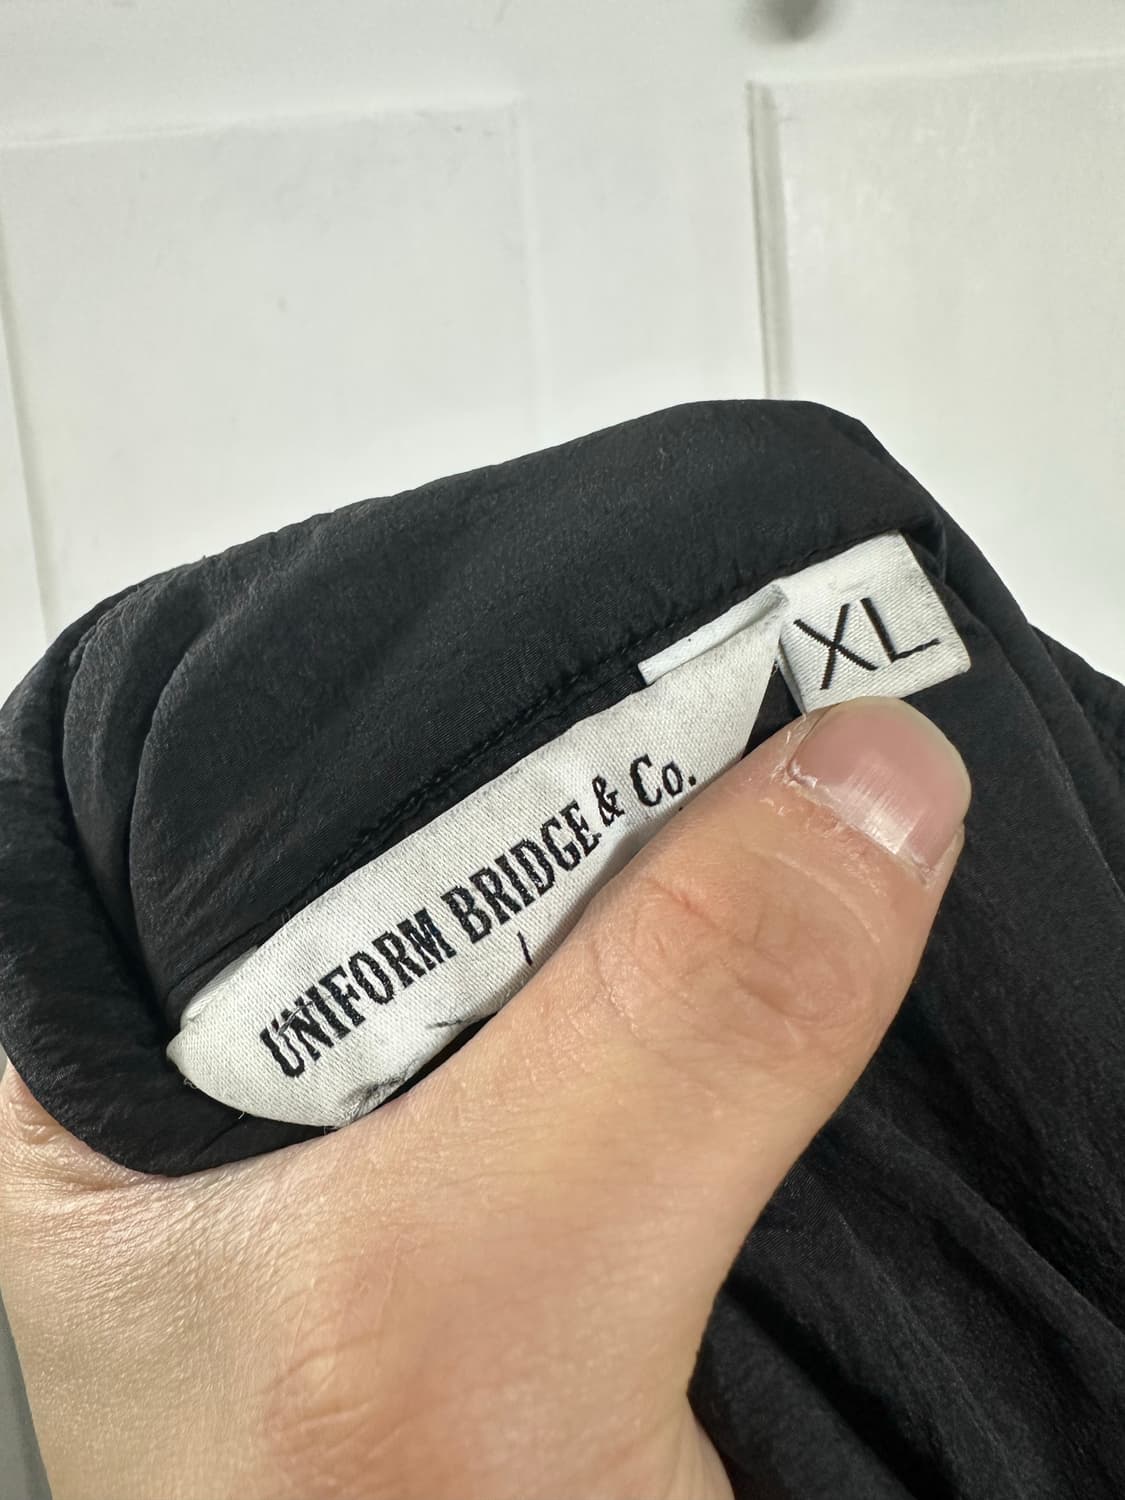 XL
UNIFORM BRIDGE & Co.